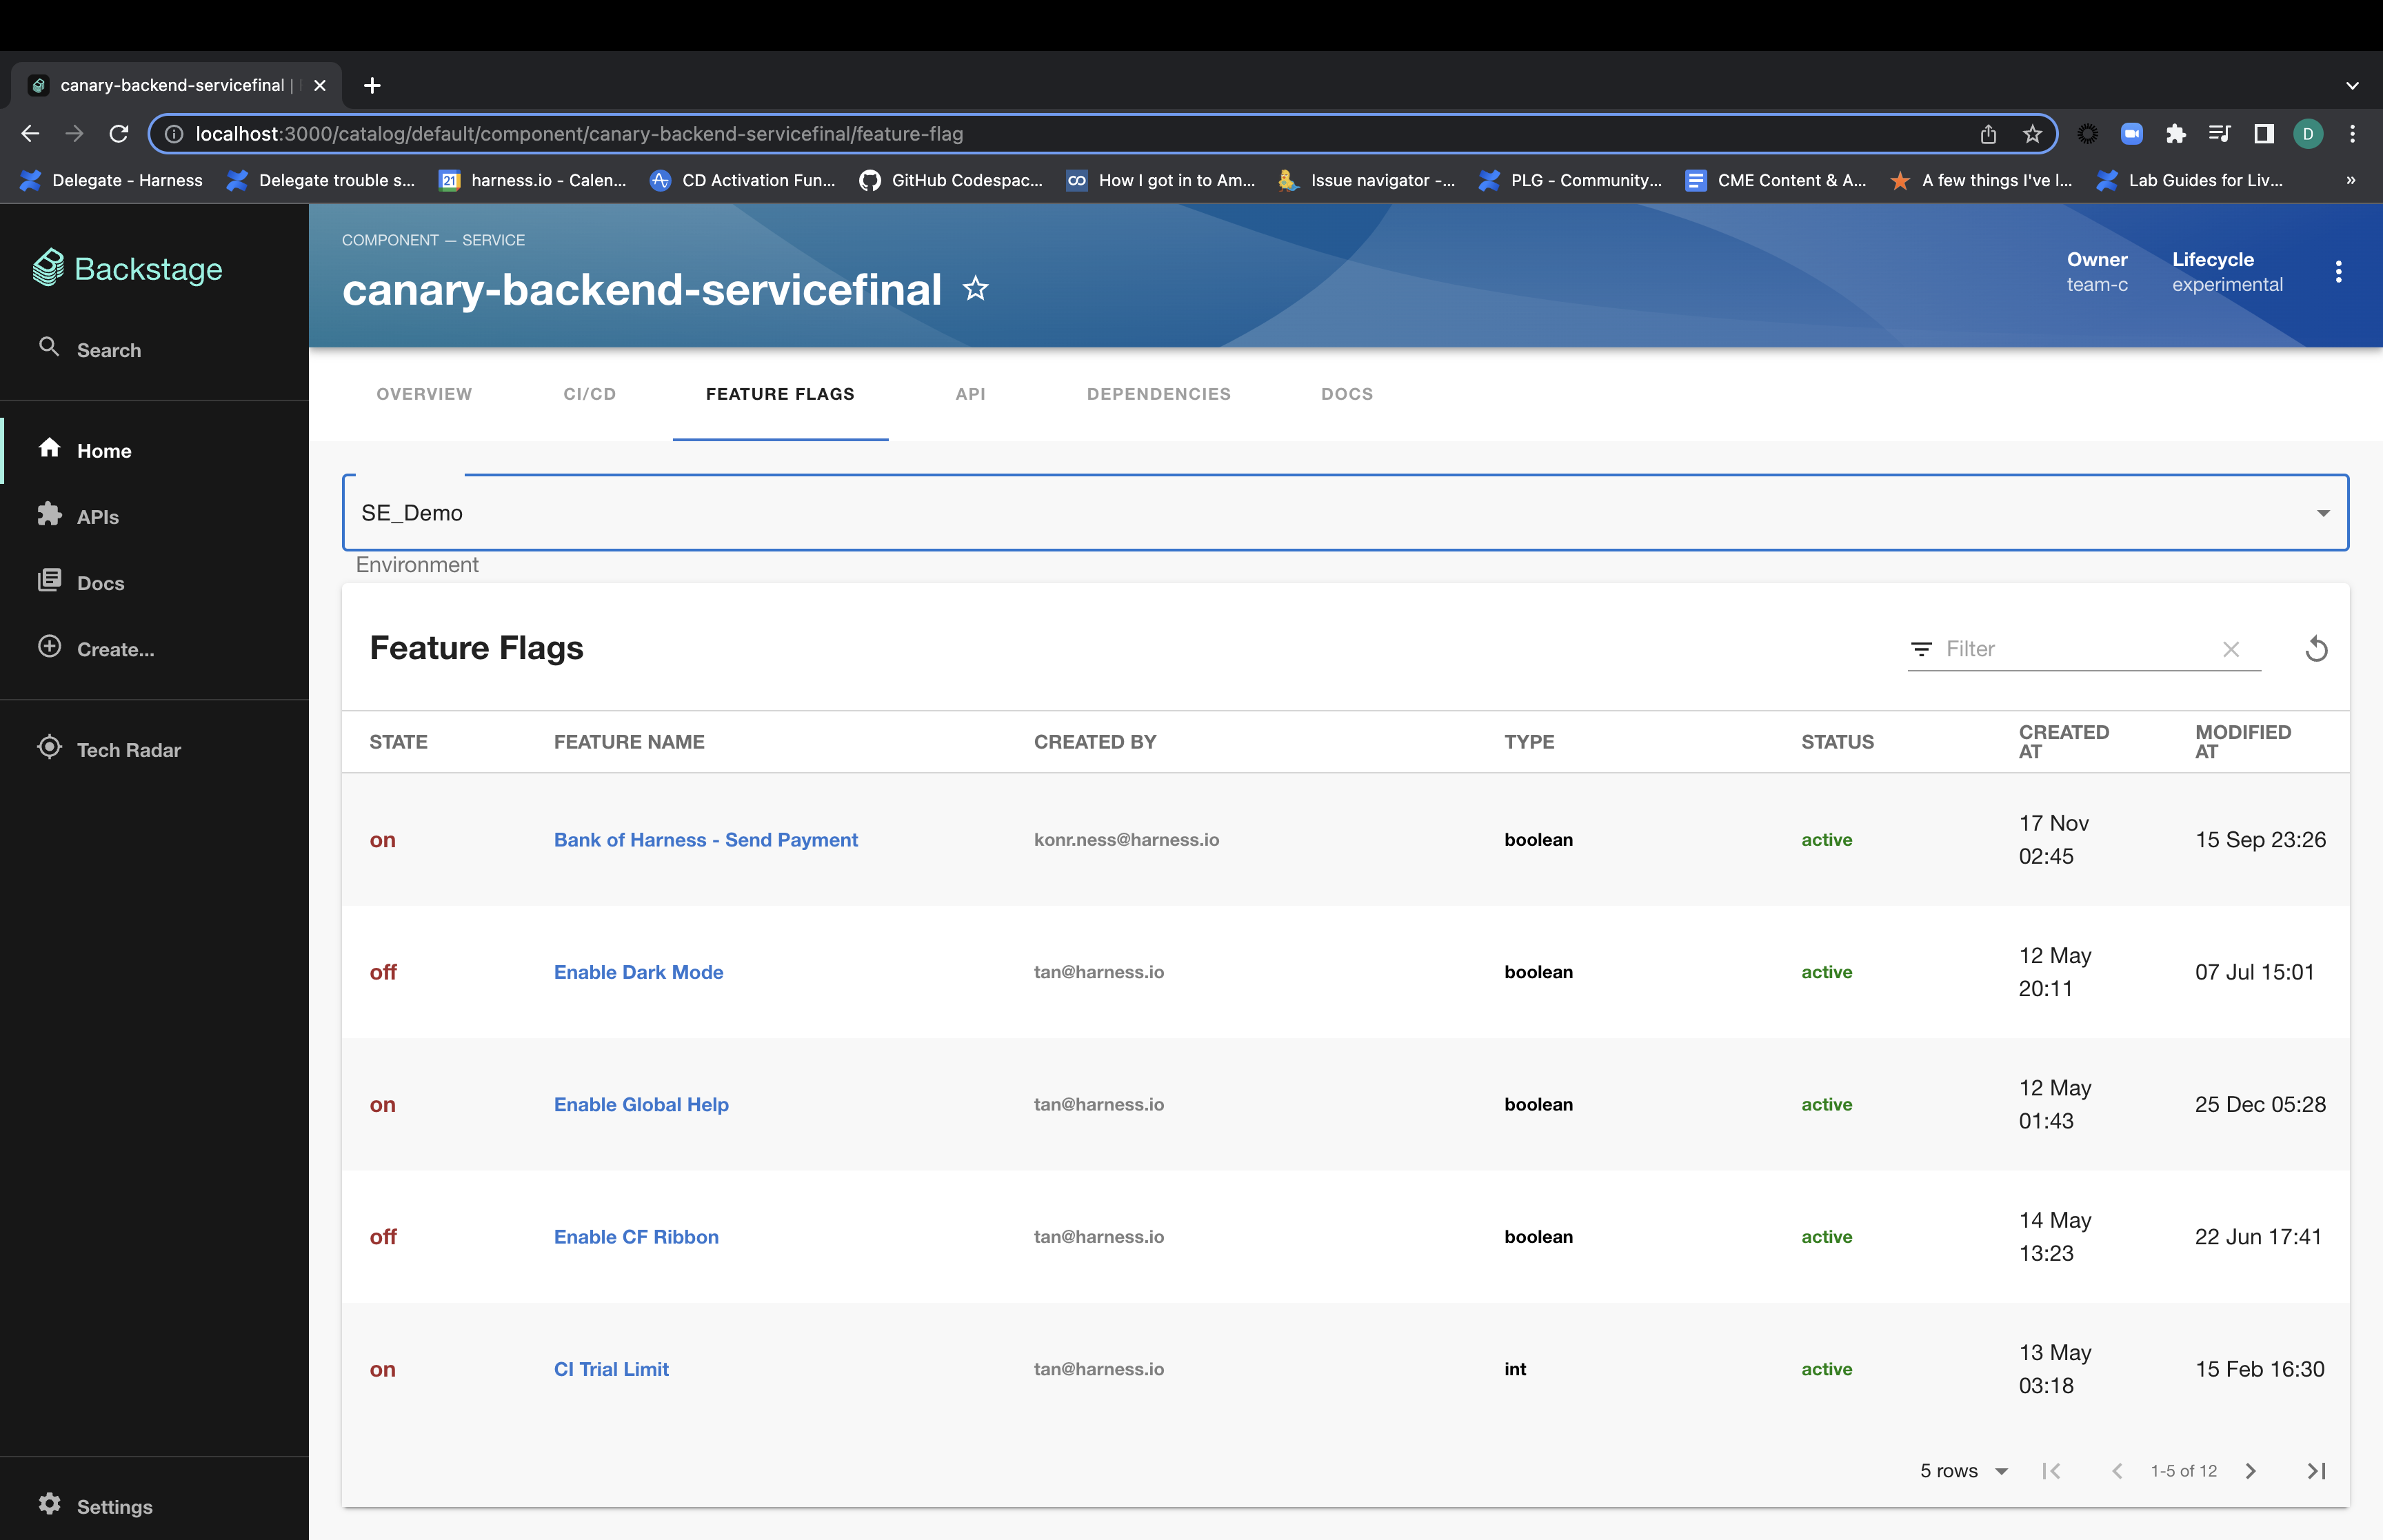 canary-backend-servicefinal |
localhost:3000/catalog/default/component/canary-backend-servicefinal/feature-flag
D
Delegate - Harness
Delegate trouble s...
21
harness.io - Calen...
CD Activation Fun...
GitHub Codespac...
CO
How I got in to Am...
Issue navigator -...
PLG - Community...
CME Content & A...
A few things I've l...
Lab Guides for Liv...
»
Backstage
Search
Home
APIs
Docs
Create...
Tech Radar
Settings
COMPONENT — SERVICE
canary-backend-servicefinal
Owner
team-c
Lifecycle
experimental
OVERVIEW
CI/CD
FEATURE FLAGS
API
DEPENDENCIES
DOCS
SE_Demo
Environment
Feature Flags
Filter
STATE
FEATURE NAME
CREATED BY
TYPE
STATUS
CREATED
AT
MODIFIED
AT
on
Bank of Harness - Send Payment
konr.ness@harness.io
boolean
active
17 Nov
02:45
15 Sep 23:26
off
Enable Dark Mode
tan@harness.io
boolean
active
12 May
20:11
07 Jul 15:01
on
Enable Global Help
tan@harness.io
boolean
active
12 May
01:43
25 Dec 05:28
off
Enable CF Ribbon
tan@harness.io
boolean
active
14 May
13:23
22 Jun 17:41
on
CI Trial Limit
tan@harness.io
int
active
13 May
03:18
15 Feb 16:30
5 rows
1-5 of 12